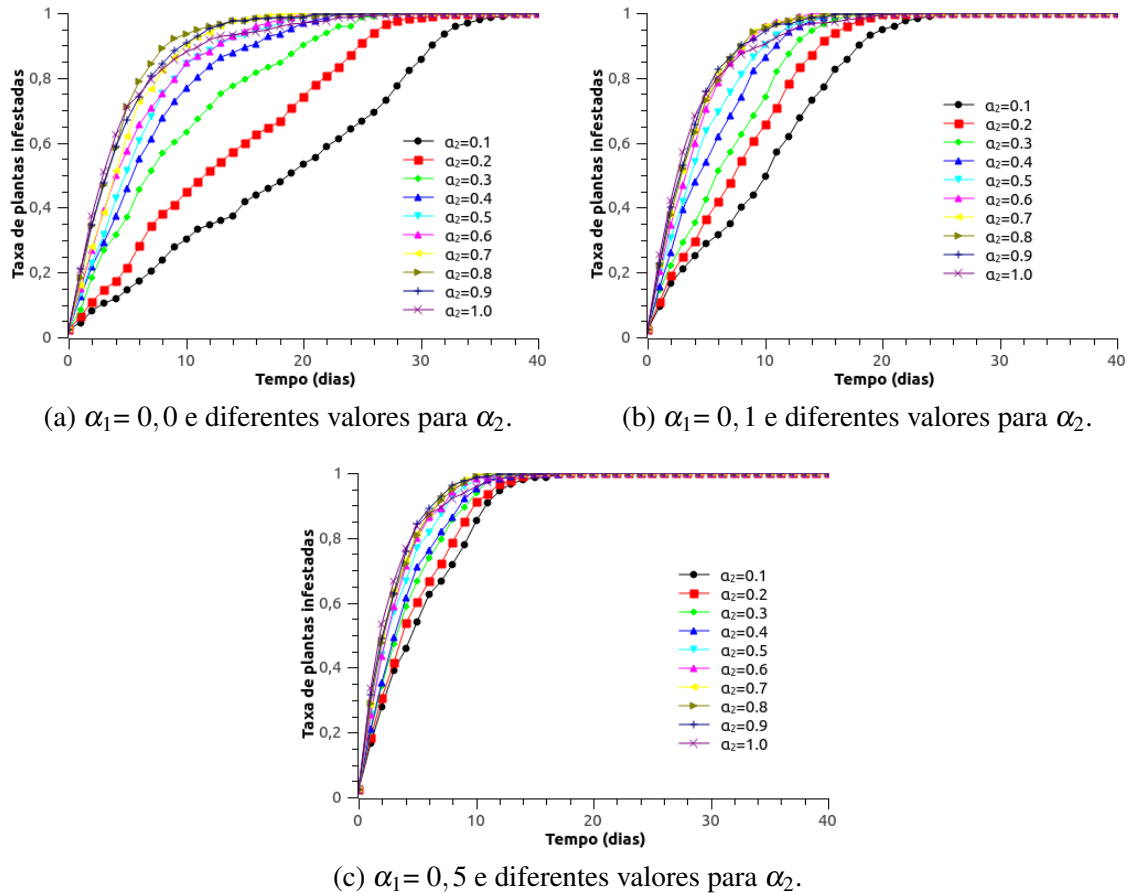 Taxa de plantas infestadas
1
0,8
0,6
0,4
0,2
0
0 10 20 30 40
Tempo (dias)
α₂=0.1
α₂=0.2
α₂=0.3
α₂=0.4
α₂=0.5
α₂=0.6
α₂=0.7
α₂=0.8
α₂=0.9
α₂=1.0
(a) α₁= 0,0 e diferentes valores para α₂.
Taxa de plantas infestadas
1
0,8
0,6
0,4
0,2
0
0 10 20 30 40
Tempo (dias)
α₂=0.1
α₂=0.2
α₂=0.3
α₂=0.4
α₂=0.5
α₂=0.6
α₂=0.7
α₂=0.8
α₂=0.9
α₂=1.0
(b) α₁= 0,1 e diferentes valores para α₂.
Taxa de plantas infestadas
1
0,8
0,6
0,4
0,2
0
0 10 20 30 40
Tempo (dias)
α₂=0.1
α₂=0.2
α₂=0.3
α₂=0.4
α₂=0.5
α₂=0.6
α₂=0.7
α₂=0.8
α₂=0.9
α₂=1.0
(c) α₁= 0,5 e diferentes valores para α₂.